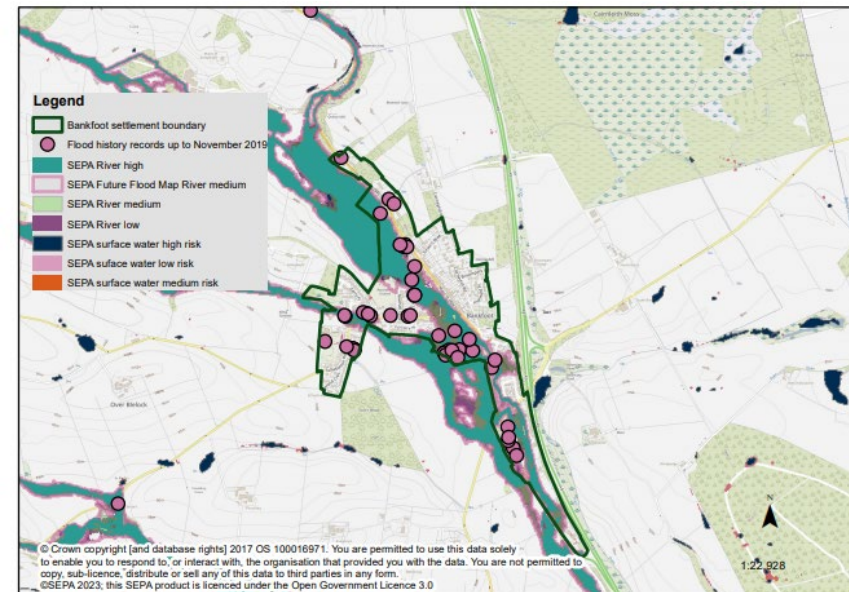 Cairnleith Moss
Legend
Bankfoot settlement boundary
Flood history records up to November 2019
SEPA River high
SEPA Future Flood Map River medium
SEPA River medium
SEPA River low
SEPA surface water high risk
SEPA suface water low risk
SEPA suface water medium risk
Bankfoot
Over Blelock
N
1:22,928
© Crown copyright [and database rights] 2017 OS 100016971. You are permitted to use this data solely
to enable you to respond to, or interact with, the organisation that provided you with the data. You are not permitted to
copy, sub-licence, distribute or sell any of this data to third parties in any form.
©SEPA 2023; this SEPA product is licenced under the Open Government Licence 3.0